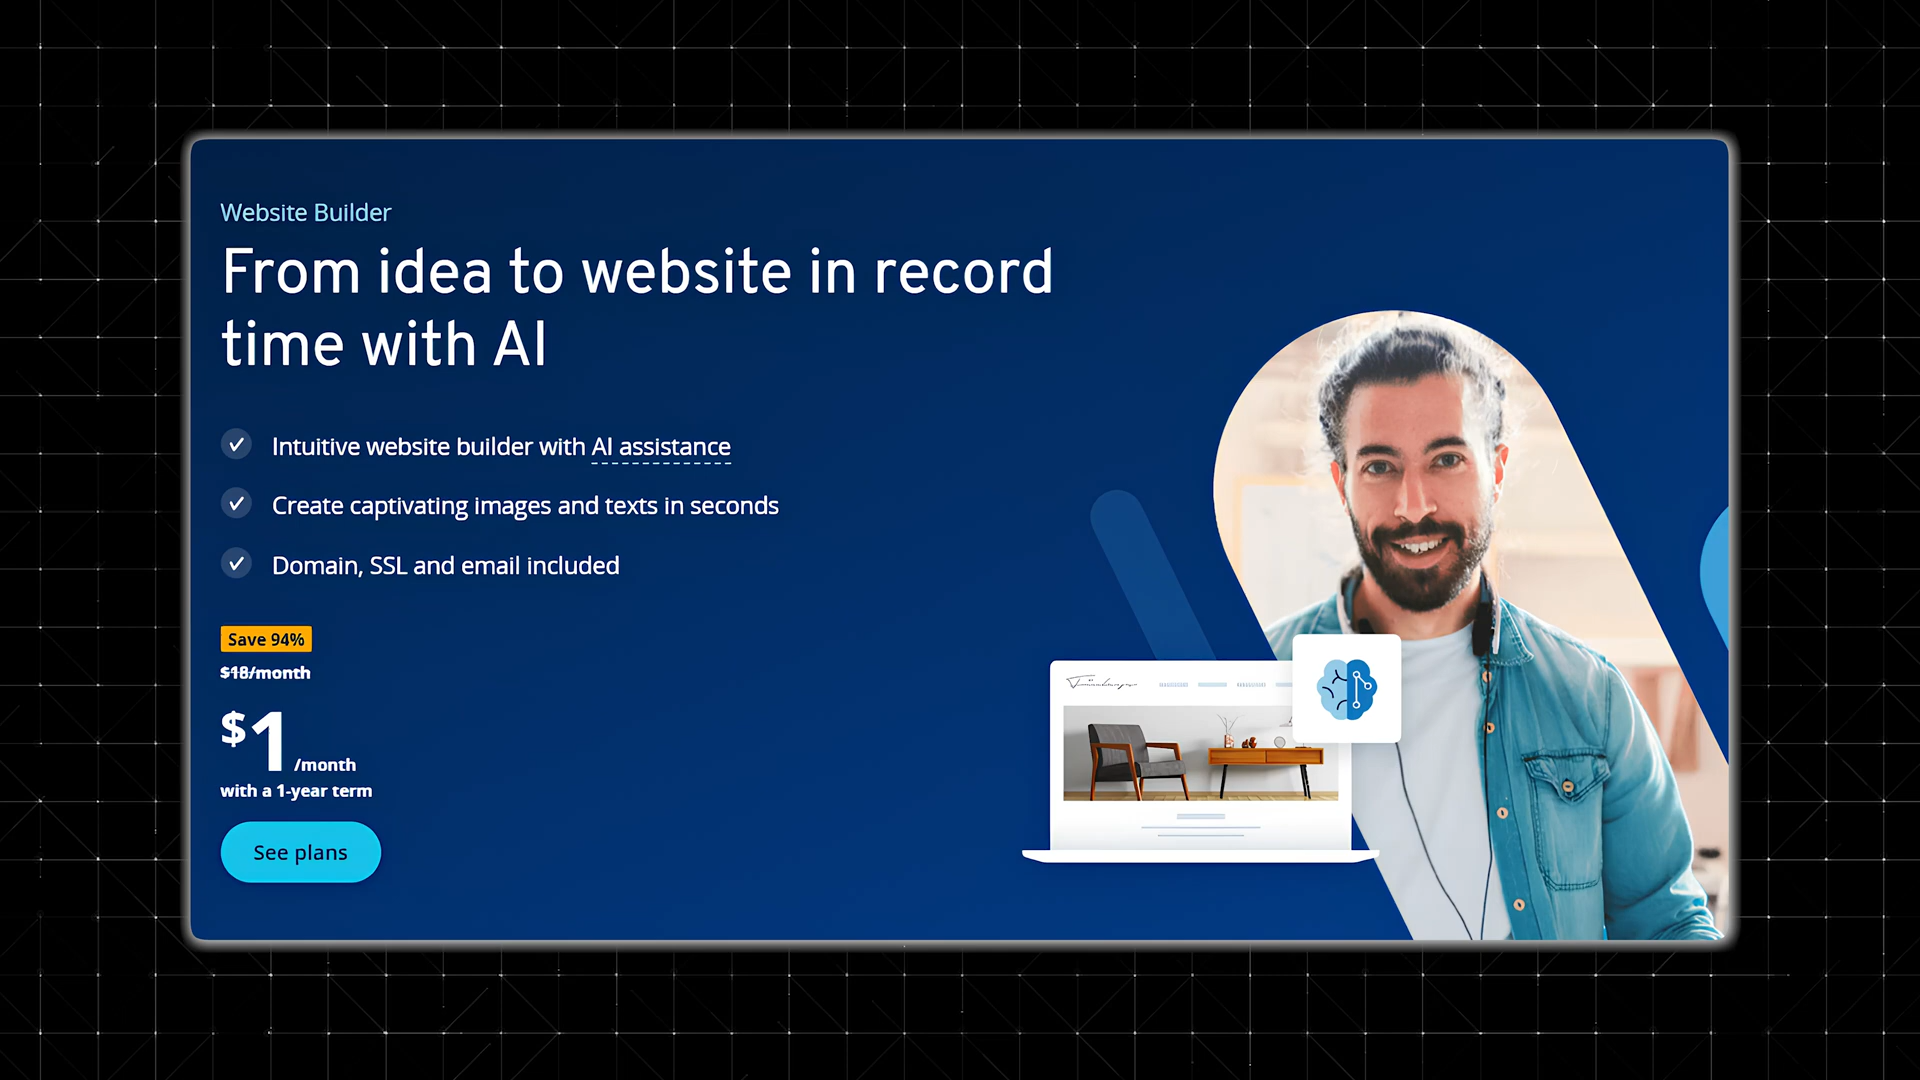 Website Builder
From idea to website in record
time with AI
Intuitive website builder with AI assistance
Create captivating images and texts in seconds
Domain, SSL and email included
Save 94%
$18/month
$1/month
with a 1-year term
See plans